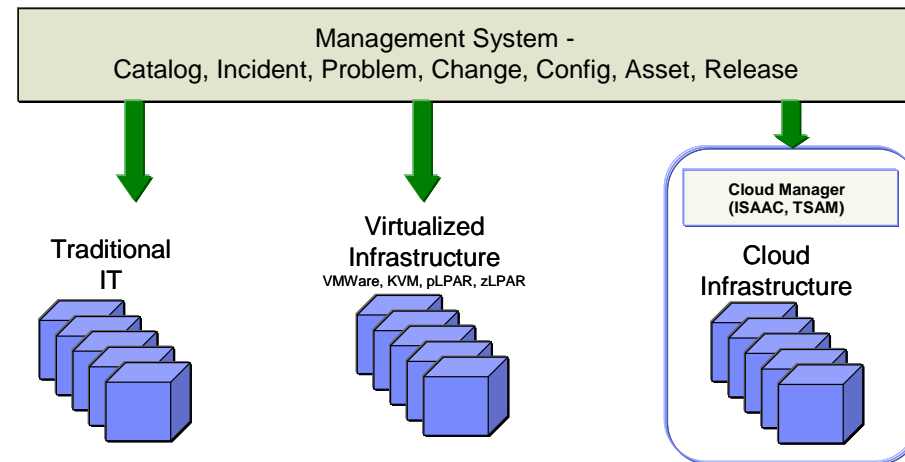 Management System -
Catalog, Incident, Problem, Change, Config, Asset, Release
Traditional
IT
Virtualized
Infrastructure
VMWare, KVM, pLPAR, zLPAR
Cloud Manager
(ISAAC, TSAM)
Cloud
Infrastructure